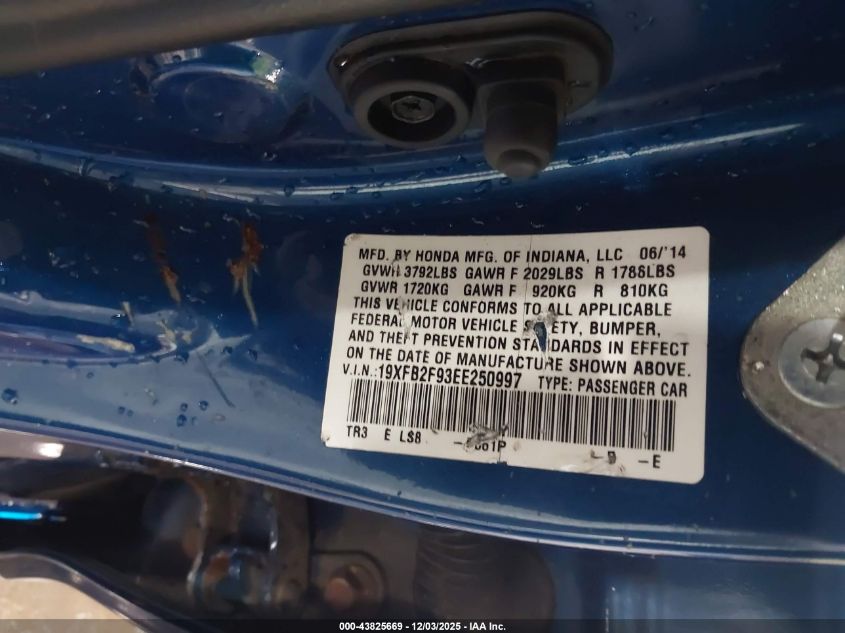 MFD. BY HONDA MFG. OF INDIANA, LLC 06/'14
GVWR 3792LBS GAWR F 2029LBS R 1786LBS
GVWR 1720KG GAWR F 920KG R 810KG
THIS VEHICLE CONFORMS TO ALL APPLICABLE
FEDERAL MOTOR VEHICLE SAFETY, BUMPER,
AND THEFT PREVENTION STANDARDS IN EFFECT
ON THE DATE OF MANUFACTURE SHOWN ABOVE.
V.I.N.:19XFB2F93EE250997 TYPE: PASSENGER CAR
TR3 E LS8 -E
000-43825669 - 12/03/2025 - IAA Inc.